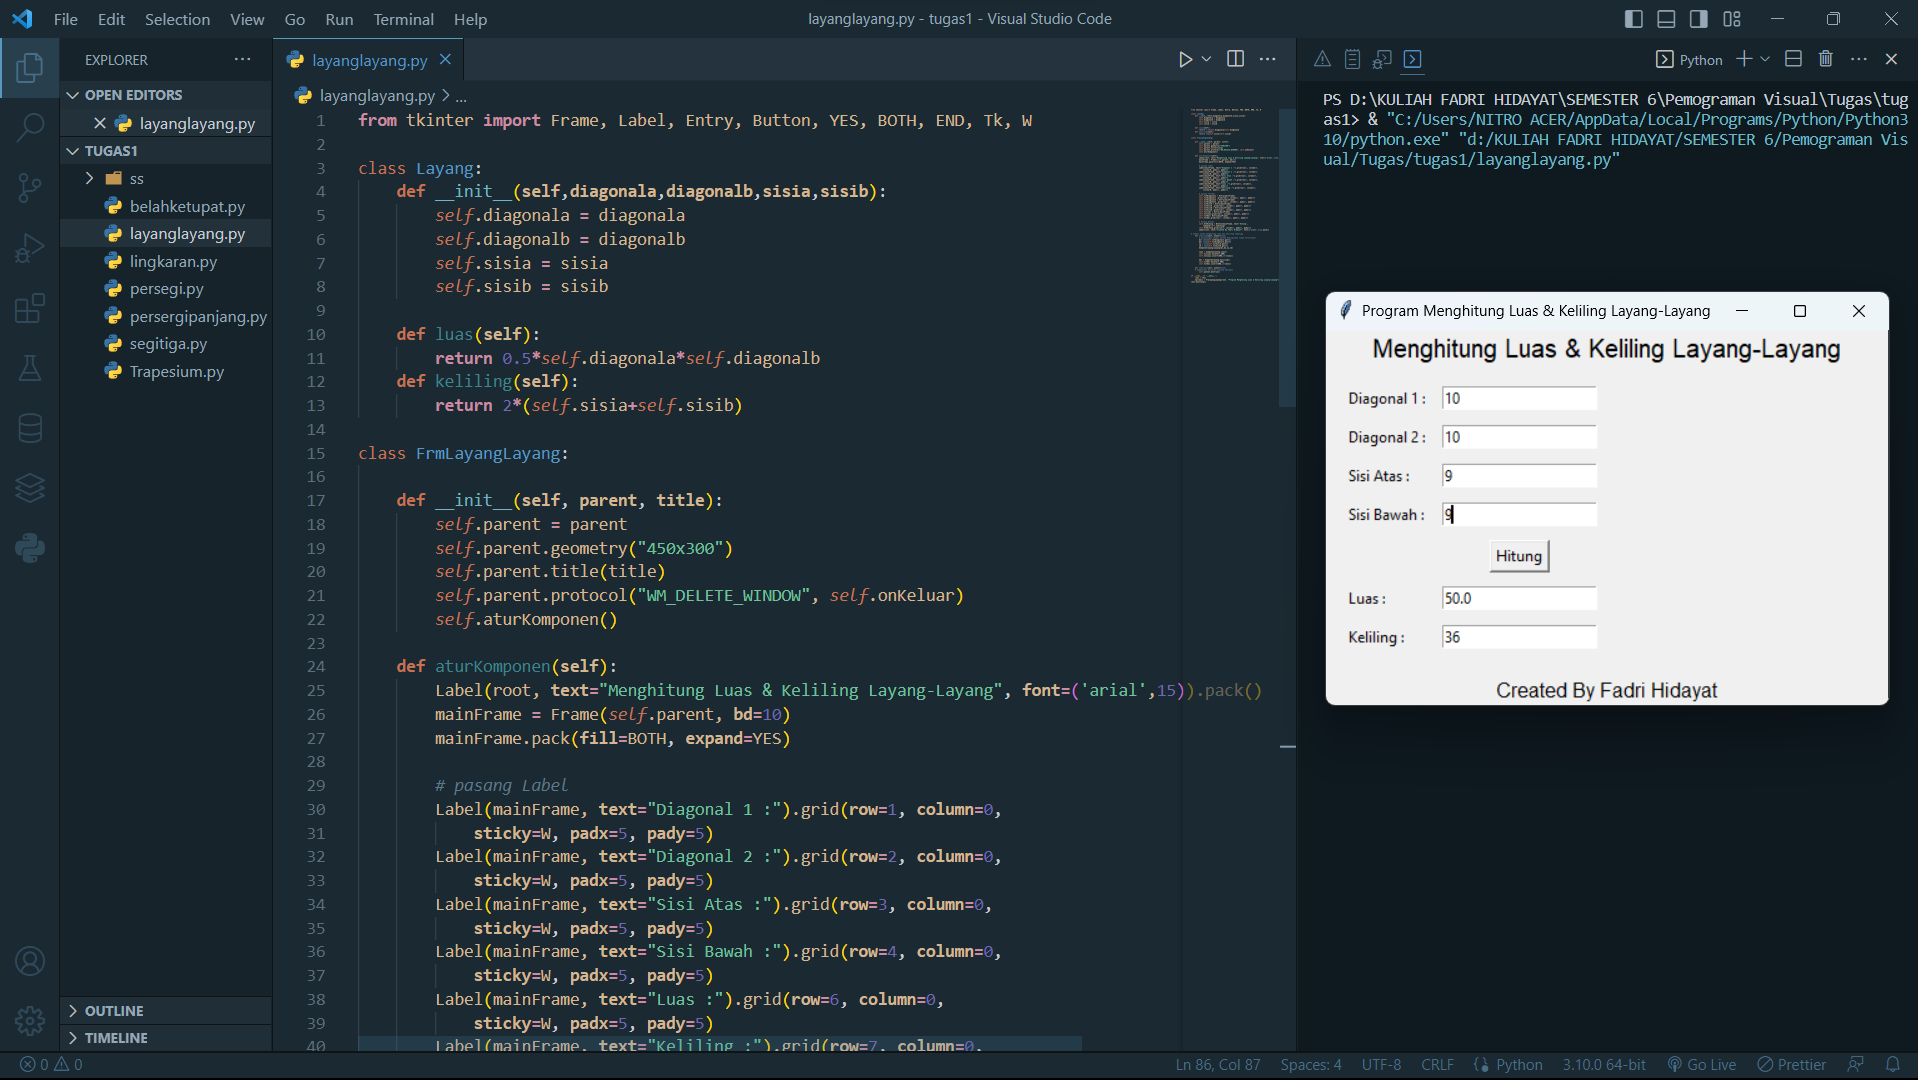 File Edit Selection View Go Run Terminal Help
layanglayang.py - tugas1 - Visual Studio Code
EXPLORER
OPEN EDITORS
layanglayang.py
TUGAS1
ss
belahketupat.py
layanglayang.py
lingkaran.py
persegi.py
persergipanjang.py
segitiga.py
Trapesium.py
OUTLINE
TIMELINE
layanglayang.py
layanglayang.py > ...
1 from tkinter import Frame, Label, Entry, Button, YES, BOTH, END, Tk, W
2
3 class Layang:
4 def __init__(self,diagonala,diagonalb,sisia,sisib):
5 self.diagonala = diagonala
6 self.diagonalb = diagonalb
7 self.sisia = sisia
8 self.sisib = sisib
9
10 def luas(self):
11 return 0.5*self.diagonala*self.diagonalb
12 def keliling(self):
13 return 2*(self.sisia+self.sisib)
14
15 class FrmLayangLayang:
16
17 def __init__(self, parent, title):
18 self.parent = parent
19 self.parent.geometry("450x300")
20 self.parent.title(title)
21 self.parent.protocol("WM_DELETE_WINDOW", self.onKeluar)
22 self.aturKomponen()
23
24 def aturKomponen(self):
25 Label(root, text="Menghitung Luas & Keliling Layang-Layang", font=('arial',15)).pack()
26 mainFrame = Frame(self.parent, bd=10)
27 mainFrame.pack(fill=BOTH, expand=YES)
28
29 # pasang Label
30 Label(mainFrame, text="Diagonal 1 :").grid(row=1, column=0,
31 sticky=W, padx=5, pady=5)
32 Label(mainFrame, text="Diagonal 2 :").grid(row=2, column=0,
33 sticky=W, padx=5, pady=5)
34 Label(mainFrame, text="Sisi Atas :").grid(row=3, column=0,
35 sticky=W, padx=5, pady=5)
36 Label(mainFrame, text="Sisi Bawah :").grid(row=4, column=0,
37 sticky=W, padx=5, pady=5)
38 Label(mainFrame, text="Luas :").grid(row=6, column=0,
39 sticky=W, padx=5, pady=5)
40 Label(mainFrame, text="Keliling :").grid(row=7, column=0,
Python
PS D:\KULIAH FADRI HIDAYAT\SEMESTER 6\Pemograman Visual\Tugas\tug
as1> & "C:/Users/NITRO ACER/AppData/Local/Programs/Python/Python3
10/python.exe" "d:/KULIAH FADRI HIDAYAT/SEMESTER 6/Pemograman Vis
ual/Tugas/tugas1/layanglayang.py"
Program Menghitung Luas & Keliling Layang-Layang
Menghitung Luas & Keliling Layang-Layang
Diagonal 1 : 10
Diagonal 2 : 10
Sisi Atas : 9
Sisi Bawah : 9
Hitung
Luas : 50.0
Keliling : 36
Created By Fadri Hidayat
0 0
Ln 86, Col 87 Spaces: 4 UTF-8 CRLF Python 3.10.0 64-bit Go Live Prettier